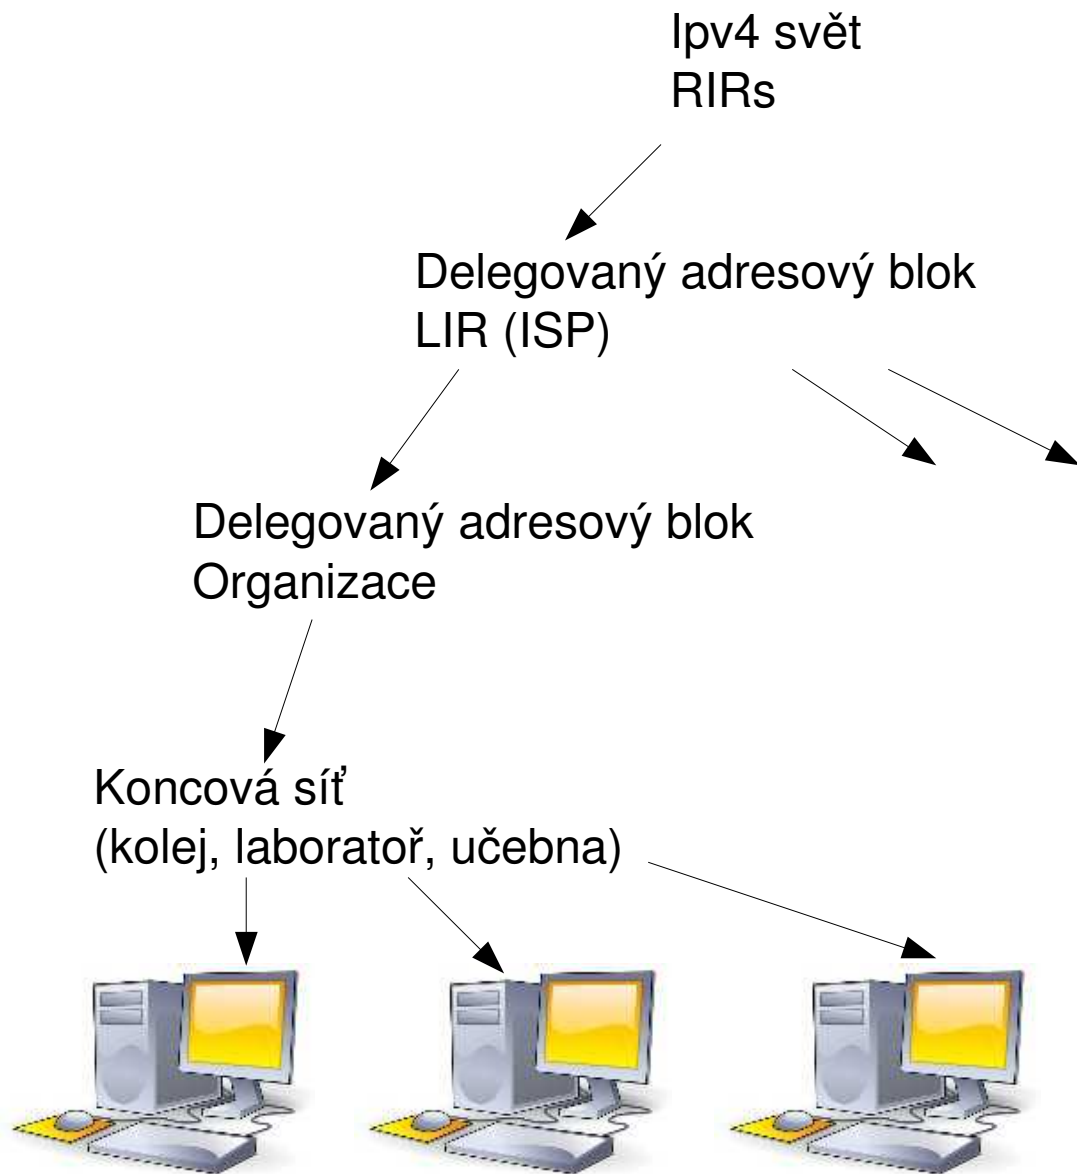 Ipv4 svět
RIRs
Delegovaný adresový blok
LIR (ISP)
Delegovaný adresový blok
Organizace
Koncová síť
(kolej, laboratoř, učebna)